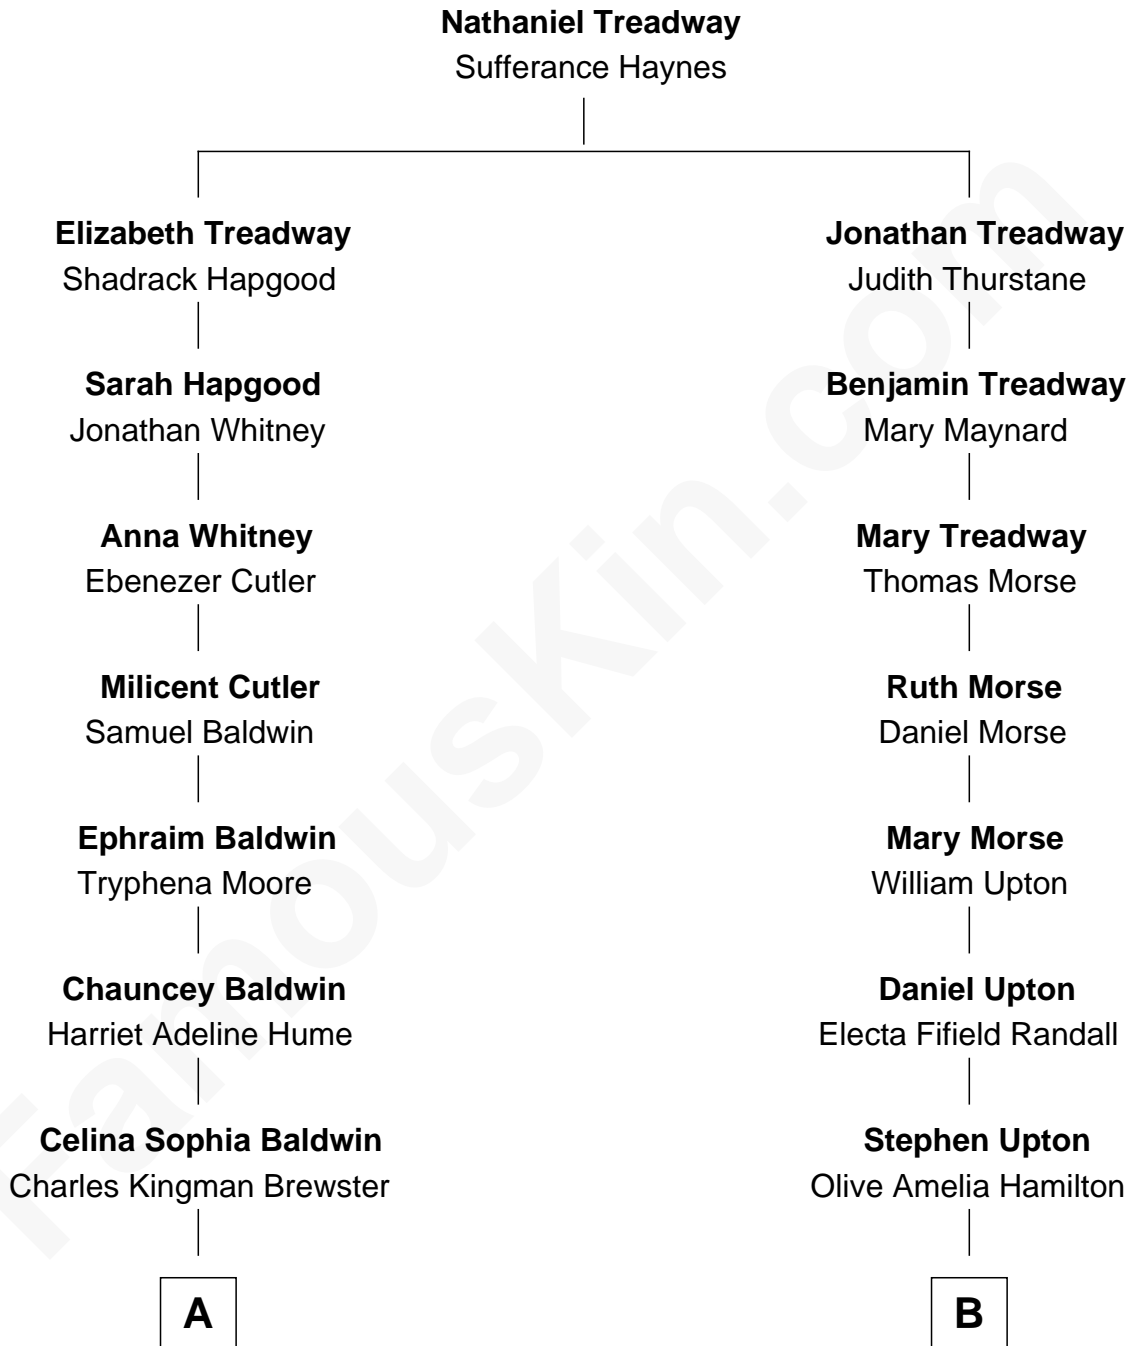 Nathaniel Treadway
Sufferance Haynes
Elizabeth Treadway
Shadrack Hapgood
Jonathan Treadway
Judith Thurstane
Sarah Hapgood
Jonathan Whitney
Benjamin Treadway
Mary Maynard
Anna Whitney
Ebenezer Cutler
Mary Treadway
Thomas Morse
Milicent Cutler
Samuel Baldwin
Ruth Morse
Daniel Morse
Ephraim Baldwin
Tryphena Moore
Mary Morse
William Upton
Chauncey Baldwin
Harriet Adeline Hume
Daniel Upton
Electa Fifield Randall
Celina Sophia Baldwin
Charles Kingman Brewster
Stephen Upton
Olive Amelia Hamilton
A
B
FamousKin.com